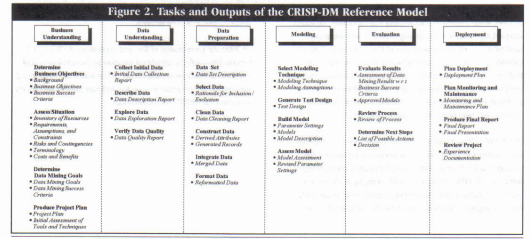 Figure 2. Tasks and Outputs of the CRISP-DM Reference Model
Business
Understanding
Determine
Business Objectives
• Background
• Business Objectives
• Business Success
Criteria
Assess Situation
• Inventory of Resources
• Requirements,
Assumptions, and
Constraints
• Risks and Contingencies
• Terminology
• Costs and Benefits
Determine
Data Mining Goals
• Data Mining Goals
• Data Mining Success
Criteria
Produce Project Plan
• Project Plan
• Initial Assessment of
Tools and Techniques
Data
Understanding
Collect Initial Data
• Initial Data Collection
Report
Describe Data
• Data Description Report
Explore Data
• Data Exploration Report
Verify Data Quality
• Data Quality Report
Data
Preparation
Data Set
• Data Set Description
Select Data
• Rationale for Inclusion/
Exclusion
Clean Data
• Data Cleaning Report
Construct Data
• Derived Attributes
• Generated Records
Integrate Data
• Merged Data
Format Data
• Reformatted Data
Modeling
Select Modeling
Technique
• Modeling Technique
• Modeling Assumptions
Generate Test Design
• Test Design
Build Model
• Parameter Settings
• Models
• Model Description
Assess Model
• Model Assessment
• Revised Parameter
Settings
Evaluation
Evaluate Results
• Assessment of Data
Mining Results w.r.t.
Business Success
Criteria
• Approved Models
Review Process
• Review of Process
Determine Next Steps
• List of Possible Actions
• Decision
Deployment
Plan Deployment
• Deployment Plan
Plan Monitoring and
Maintenance
• Monitoring and
Maintenance Plan
Produce Final Report
• Final Report
• Final Presentation
Review Project
• Experience
Documentation